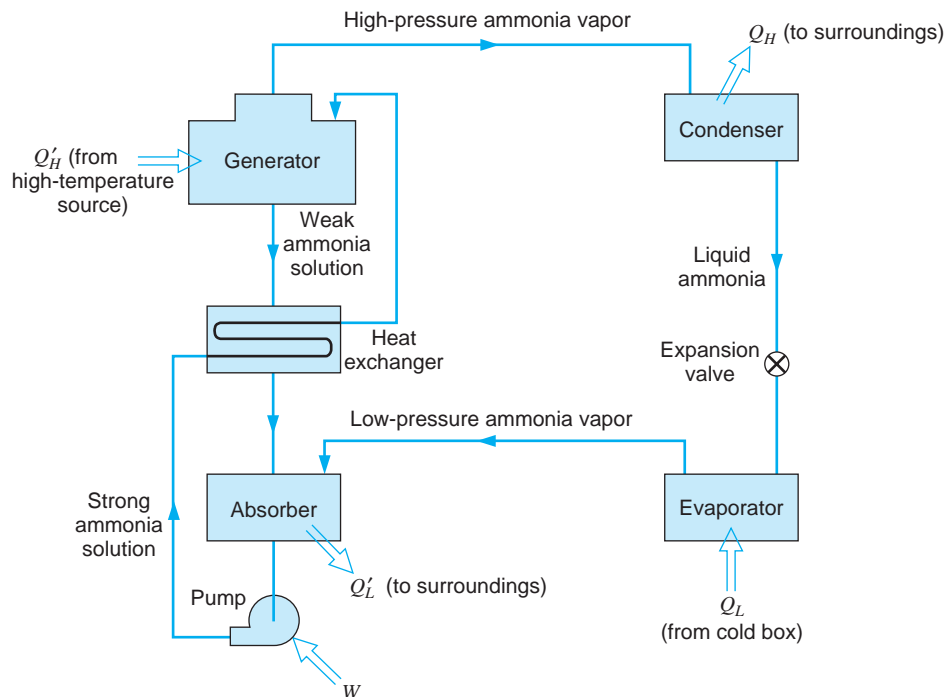 High-pressure ammonia vapor
Q_H (to surroundings)
Generator
Condenser
Q′_H (from
high-temperature
source)
Weak
ammonia
solution
Liquid
ammonia
Heat
exchanger
Expansion
valve
Low-pressure ammonia vapor
Strong
ammonia
solution
Absorber
Evaporator
Q′_L (to surroundings)
Pump
Q_L
(from cold box)
W